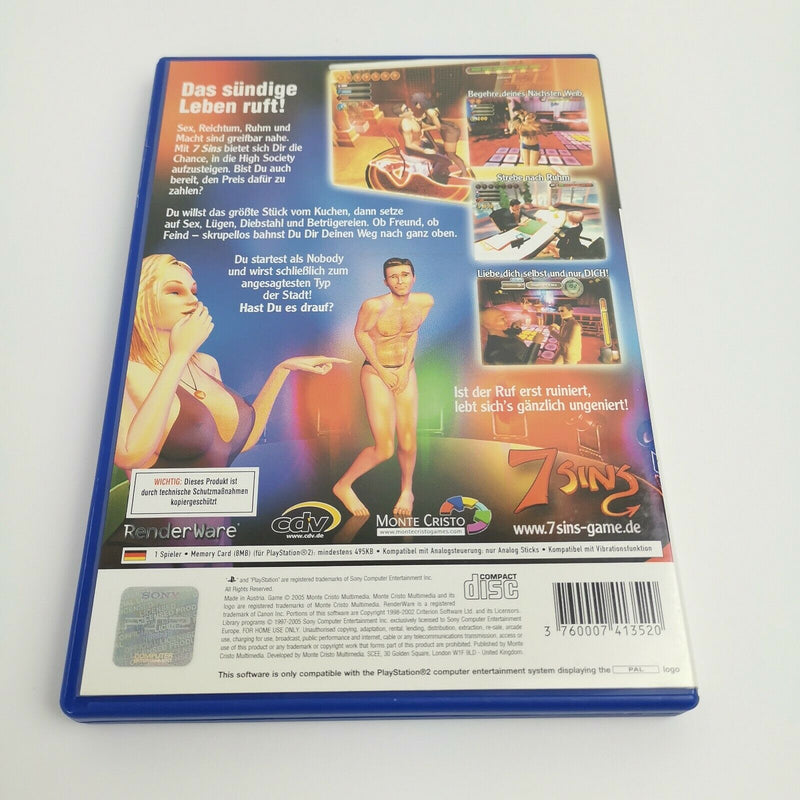 Das sündige
Leben ruft!
Sex, Reichtum, Ruhm und
Macht sind greifbar nahe.
Mit 7 Sins bietet sich Dir die
Chance, in die High Society
aufzusteigen. Bist Du auch
bereit, den Preis dafür zu
zahlen?
Du willst das größte Stück vom Kuchen, dann setze
auf Sex, Lügen, Diebstahl und Betrügereien. Ob Freund, ob
Feind – skrupellos bahnst Du Dir Deinen Weg nach ganz oben.
Du startest als Nobody
und wirst schließlich zum
angesagtesten Typ
der Stadt!
Hast Du es drauf?
Begehre deines Nächsten Weib
Strebe nach Ruhm
Liebe dich selbst und nur DICH!
Ist der Ruf erst ruiniert,
lebt sich's gänzlich ungeniert!
7 SINS
www.7sins-game.de
WICHTIG: Dieses Produkt ist
durch technische Schutzmaßnahmen
kopiergeschützt
RenderWare
cdv
www.cdv.de
MONTE CRISTO
www.montecristogames.com
1 Spieler • Memory Card (8MB) (für PlayStation®2): mindestens 495KB • Kompatibel mit Analogsteuerung: nur Analog Sticks • Kompatibel mit Vibrationsfunktion
and "PlayStation" are registered trademarks of Sony Computer Entertainment Inc.
All Rights Reserved.
Made in Austria. Game © 2005 Monte Cristo Multimedia. Monte Cristo Multimedia and its
logo are registered trademarks of Monte Cristo Multimedia. RenderWare is a registered
trademark of Canon Inc. Portions of this software are Copyright 1998-2002 Criterion Software Ltd. and its Licensors.
Library programs © 1997-2005 Sony Computer Entertainment Inc. exclusively licensed to Sony Computer Entertainment
Europe. FOR HOME USE ONLY. Unauthorised copying, adaptation, rental, lending, distribution, extraction, re-sale, arcade
use, charging for use, broadcast, public performance and internet, cable or any telecommunications transmission, access or
use of this product or any trademark or copyright work that forms part of this product are prohibited. Published by Monte
Cristo Multimedia. Developed by Monte Cristo Multimedia. SCEE, 30 Golden Square, London W1F 9LD - United Kingdom.
COMPACT
disc
3 760007 413520
SONY
COMPUTER
ENTERTAINMENT
This software is only compatible with the PlayStation®2 computer entertainment system displaying the PAL logo